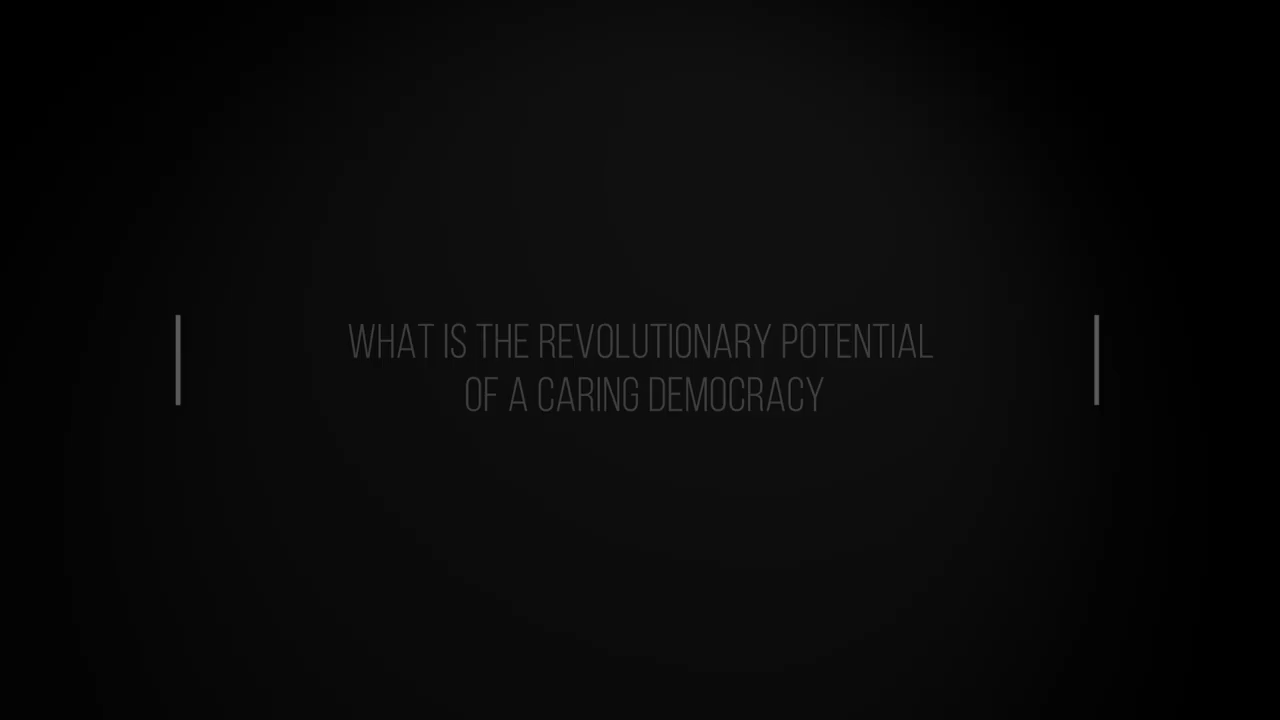 WHAT IS THE REVOLUTIONARY POTENTIAL
OF A CARING DEMOCRACY